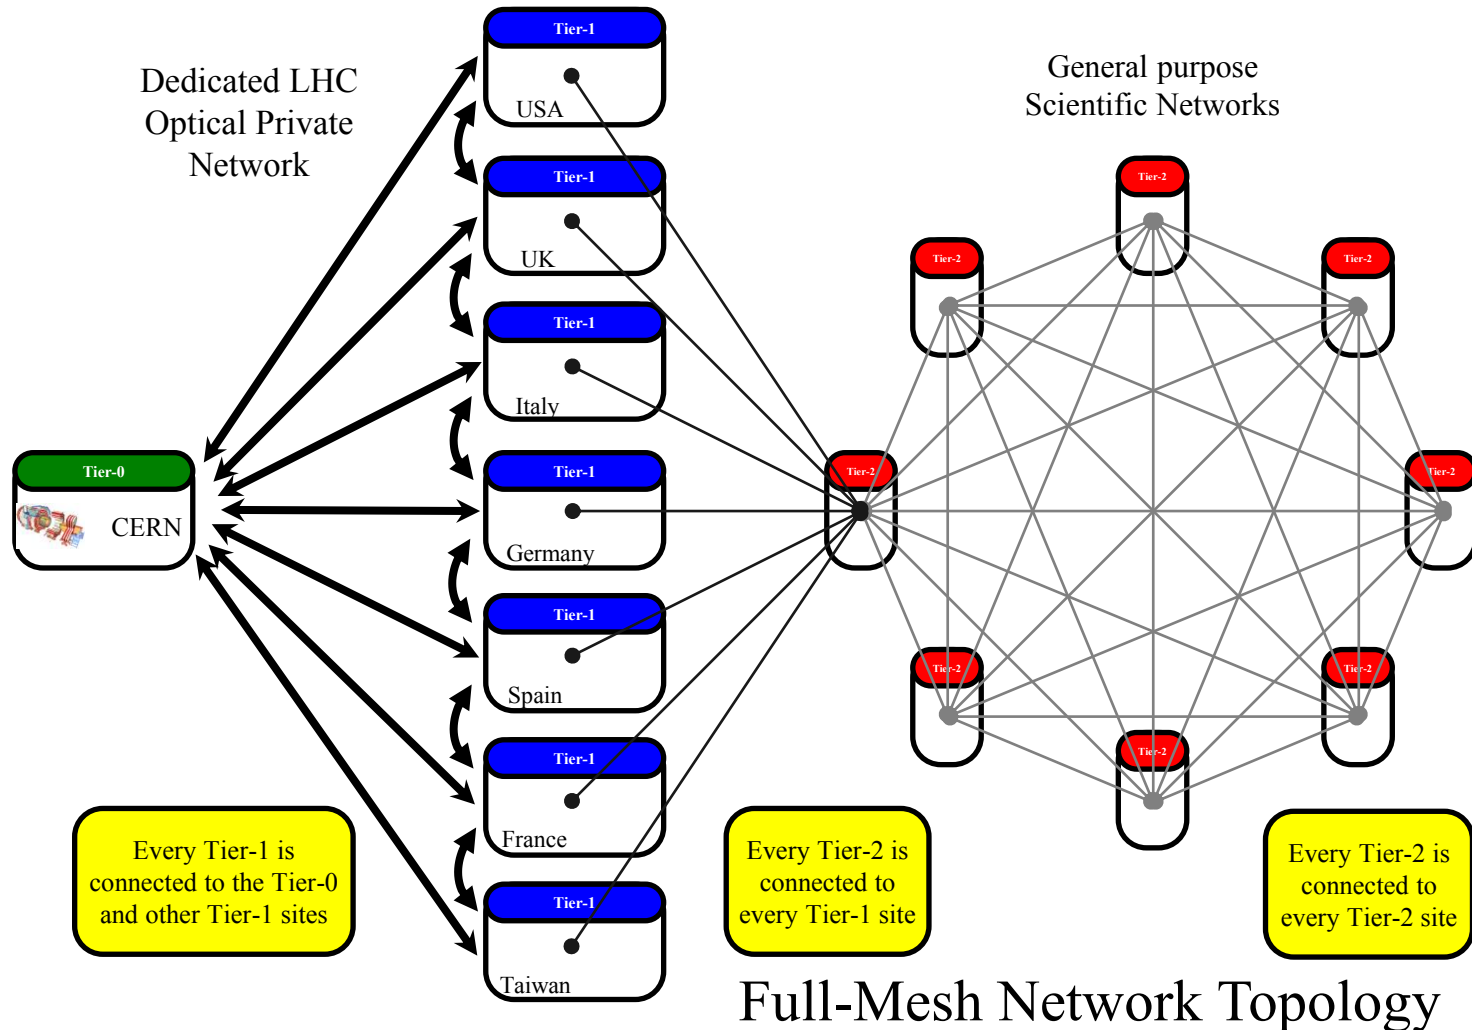 Dedicated LHC
Optical Private
Network
General purpose
Scientific Networks
Tier-0
CERN
Tier-1
USA
Tier-1
UK
Tier-1
Italy
Tier-1
Germany
Tier-1
Spain
Tier-1
France
Tier-1
Taiwan
Tier-2
Tier-2
Tier-2
Tier-2
Tier-2
Tier-2
Tier-2
Tier-2
Every Tier-1 is
connected to the Tier-0
and other Tier-1 sites
Every Tier-2 is
connected to
every Tier-1 site
Every Tier-2 is
connected to
every Tier-2 site
Full-Mesh Network Topology